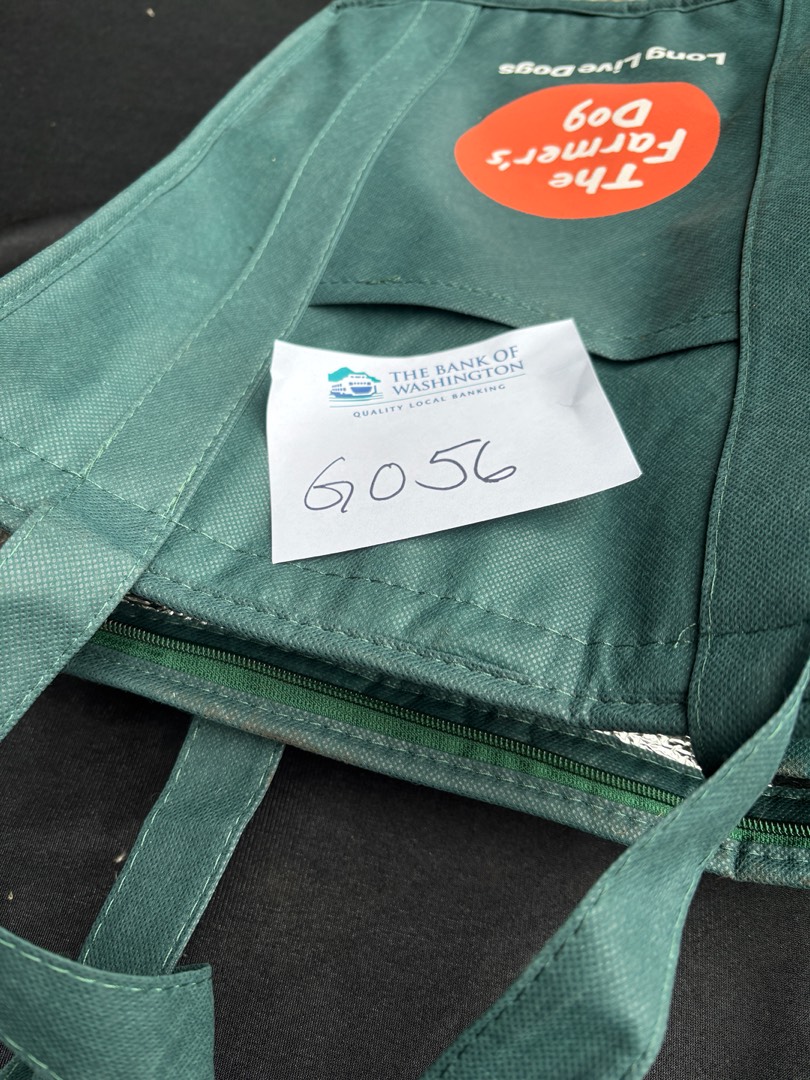 Long Live Dogs
The
Farmer's
Dog
THE BANK OF
WASHINGTON
QUALITY LOCAL BANKING
G056